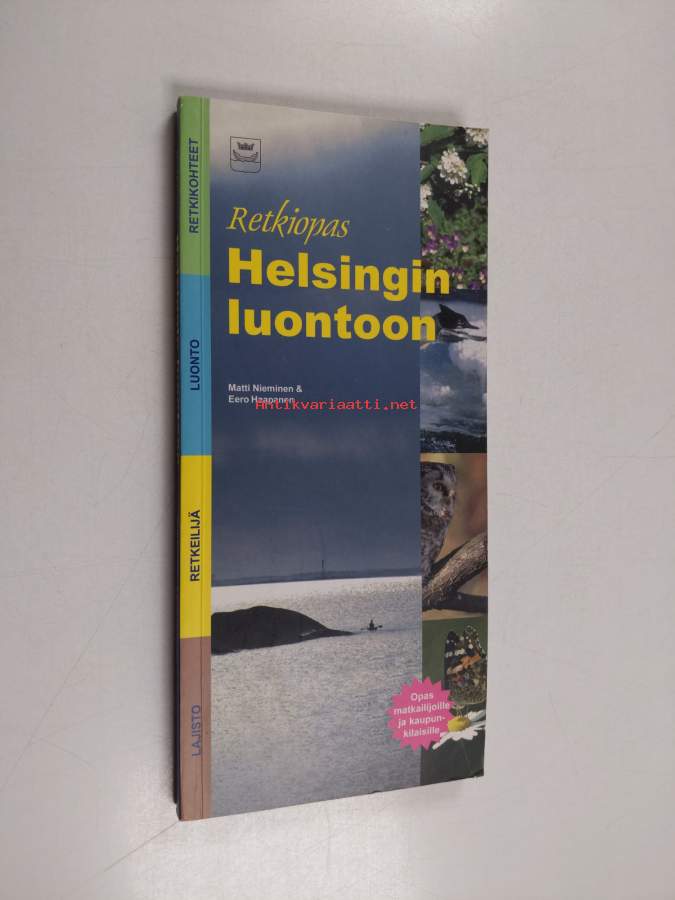 RETKIKOHTEET
LUONTO
RETKEILIJÄ
LAJISTO
Retkiopas
Helsingin
luontoon
Matti Nieminen &
Eero Haapanen
Antikvariaatti.net
Opas
matkailijoille
ja kaupun-
kilaisille